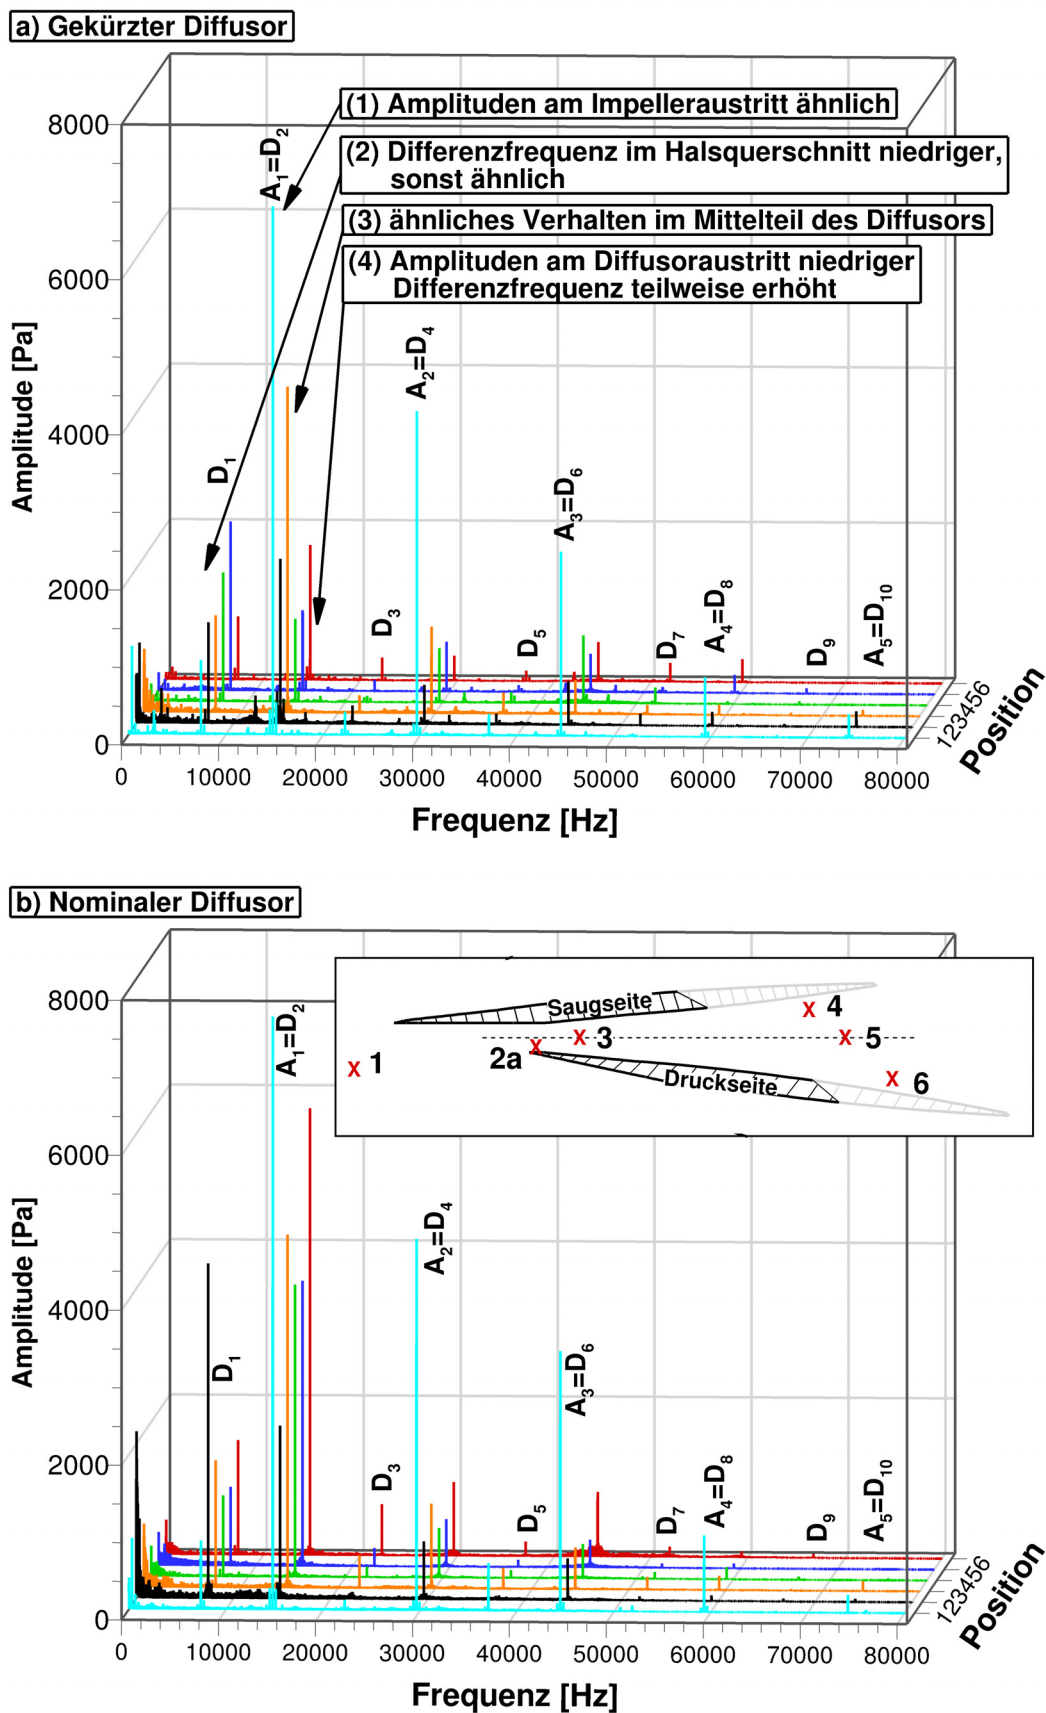 a) Gekürzter Diffusor
(1) Amplituden am Impelleraustritt ähnlich
(2) Differenzfrequenz im Halsquerschnitt niedriger,
sonst ähnlich
(3) ähnliches Verhalten im Mittelteil des Diffusors
(4) Amplituden am Diffusoraustritt niedriger
Differenzfrequenz teilweise erhöht
Amplitude [Pa]
8000
6000
4000
2000
0
D1
A1=D2
D3
A2=D4
D5
A3=D6
D7
A4=D8
D9
A5=D10
0 10000 20000 30000 40000 50000 60000 70000 80000
Frequenz [Hz]
123456
Position
b) Nominaler Diffusor
Saugseite
Druckseite
x 1
2a x
x 3
x 4
x 5
x 6
Amplitude [Pa]
8000
6000
4000
2000
0
D1
A1=D2
D3
A2=D4
D5
A3=D6
D7
A4=D8
D9
A5=D10
0 10000 20000 30000 40000 50000 60000 70000 80000
Frequenz [Hz]
123456
Position